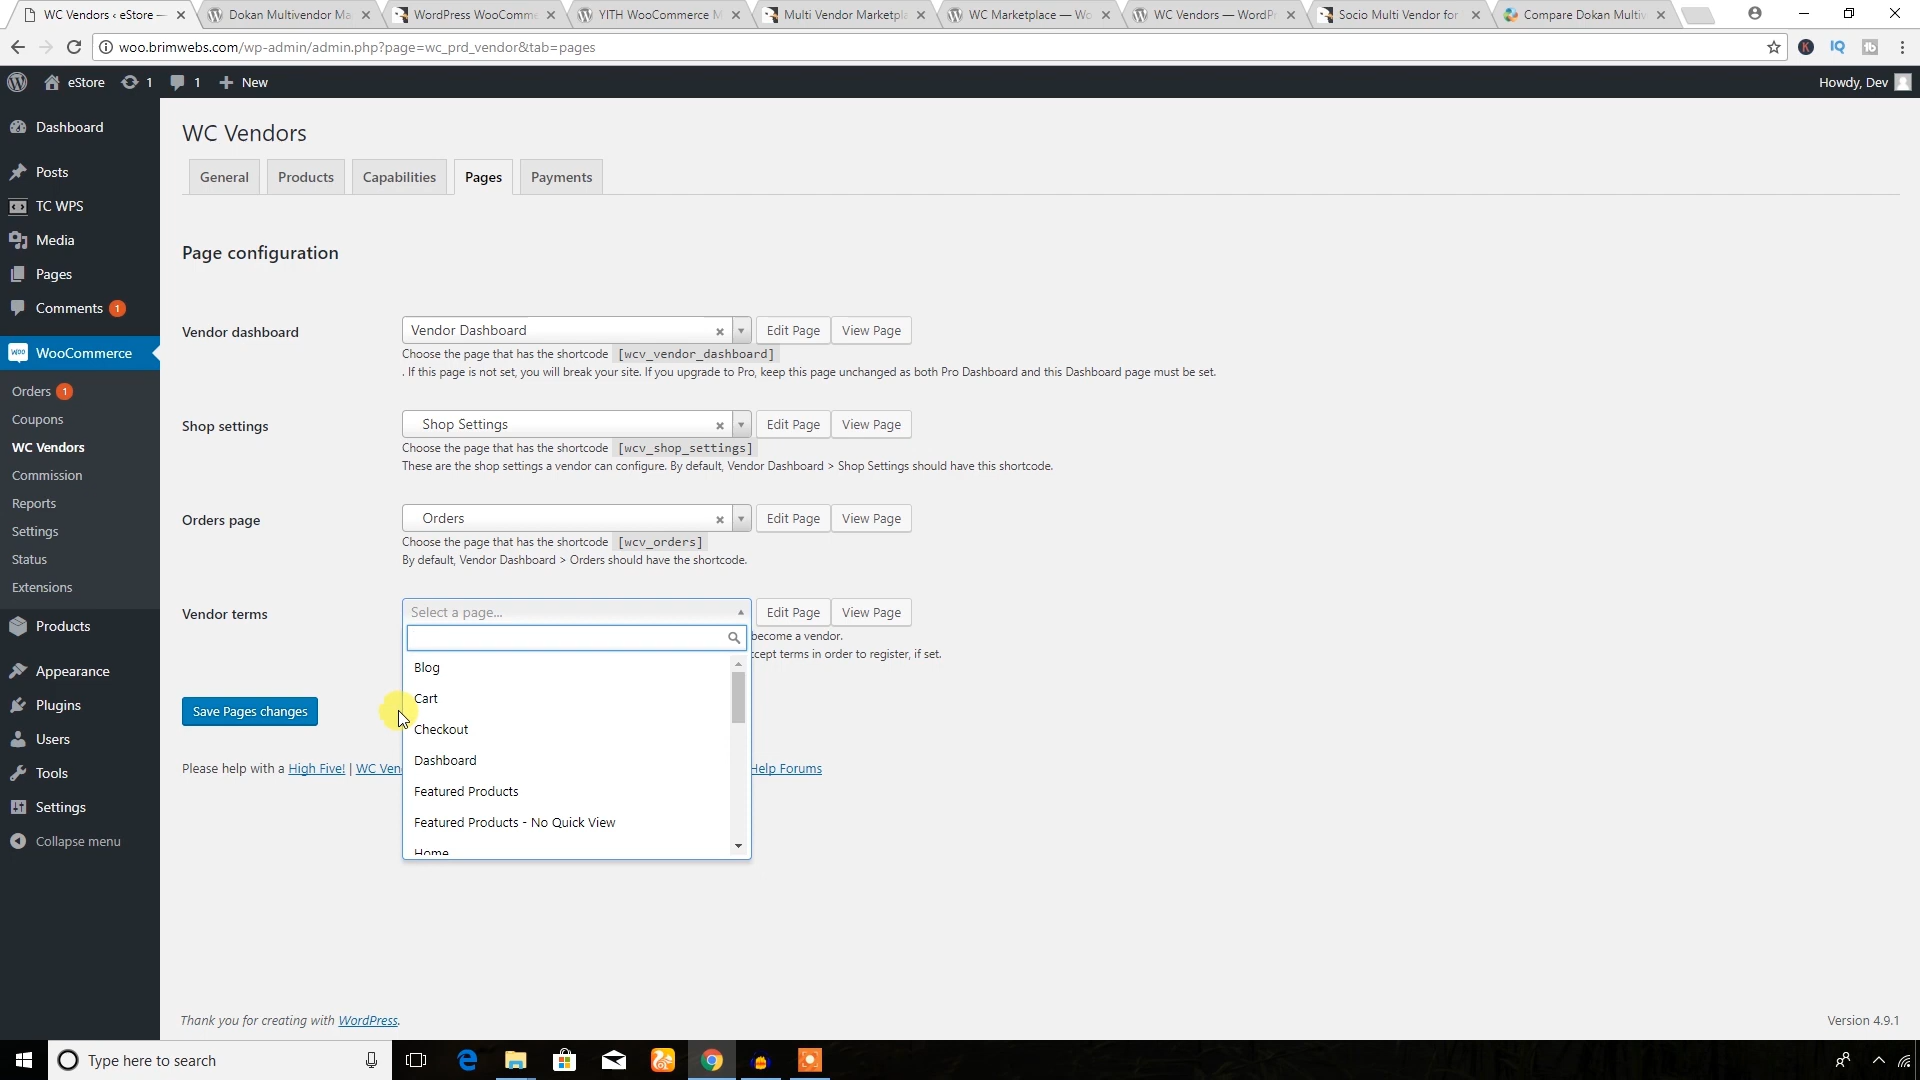 WC Vendors ‹ eStore —
Dokan Multivendor Ma
WordPress WooComme
YITH WooCommerce M
Multi Vendor Marketpla
WC Marketplace — Wo
WC Vendors — WordPr
Socio Multi Vendor for
Compare Dokan Multiv
woo.brimwebs.com/wp-admin/admin.php?page=wc_prd_vendor&tab=pages
eStore
1
1
New
Howdy, Dev
Dashboard
Posts
TC WPS
Media
Pages
Comments 1
WooCommerce
Orders 1
Coupons
WC Vendors
Commission
Reports
Settings
Status
Extensions
Products
Appearance
Plugins
Users
Tools
Settings
Collapse menu
WC Vendors
General
Products
Capabilities
Pages
Payments
Page configuration
Vendor dashboard
Vendor Dashboard
Edit Page
View Page
Choose the page that has the shortcode [wcv_vendor_dashboard]
. If this page is not set, you will break your site. If you upgrade to Pro, keep this page unchanged as both Pro Dashboard and this Dashboard page must be set.
Shop settings
Shop Settings
Edit Page
View Page
Choose the page that has the shortcode [wcv_shop_settings]
These are the shop settings a vendor can configure. By default, Vendor Dashboard > Shop Settings should have this shortcode.
Orders page
Orders
Edit Page
View Page
Choose the page that has the shortcode [wcv_orders]
By default, Vendor Dashboard > Orders should have the shortcode.
Vendor terms
Select a page...
Edit Page
View Page
become a vendor.
ccept terms in order to register, if set.
Blog
Cart
Checkout
Dashboard
Featured Products
Featured Products - No Quick View
Home
Save Pages changes
Please help with a High Five! | WC Ven
Help Forums
Thank you for creating with WordPress.
Version 4.9.1
Type here to search